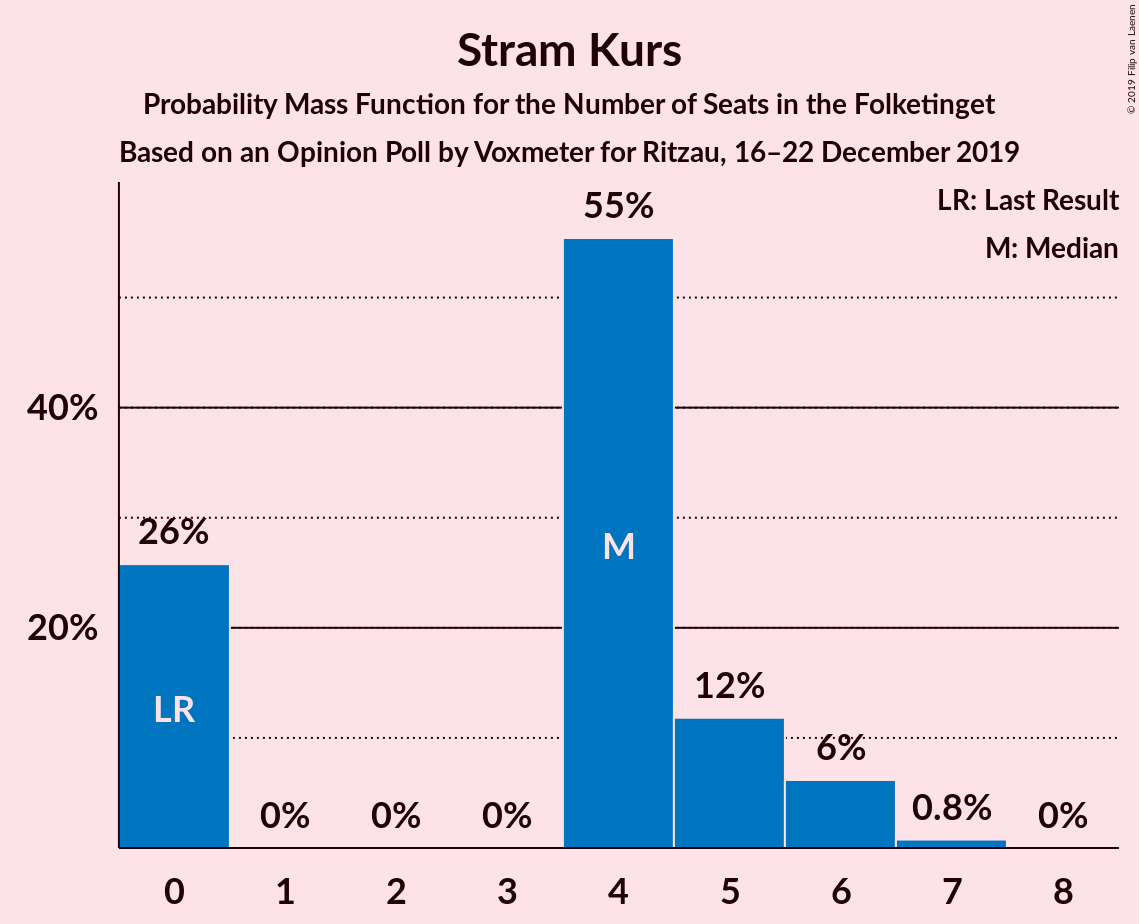 Stram Kurs
Probability Mass Function for the Number of Seats in the Folketinget
Based on an Opinion Poll by Voxmeter for Ritzau, 16–22 December 2019
© 2019 Filip van Laenen
LR: Last Result
M: Median
55%
40%
26%
M
20%
12%
LR
6%
0% 0% 0% 0.8% 0%
0 1 2 3 4 5 6 7 8